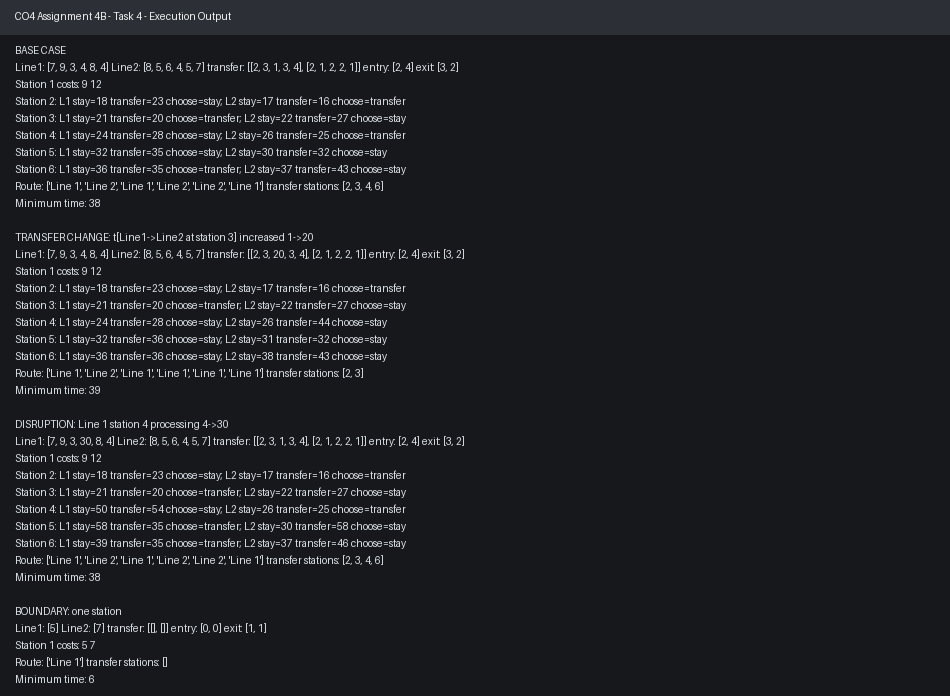 CO4 Assignment 4B - Task 4 - Execution Output
BASE CASE
Line1: [7, 9, 3, 4, 8, 4] Line2: [8, 5, 6, 4, 5, 7] transfer: [[2, 3, 1, 3, 4], [2, 1, 2, 2, 1]] entry: [2, 4] exit: [3, 2]
Station 1 costs: 9 12
Station 2: L1 stay=18 transfer=23 choose=stay; L2 stay=17 transfer=16 choose=transfer
Station 3: L1 stay=21 transfer=20 choose=transfer; L2 stay=22 transfer=27 choose=stay
Station 4: L1 stay=24 transfer=28 choose=stay; L2 stay=26 transfer=25 choose=transfer
Station 5: L1 stay=32 transfer=35 choose=stay; L2 stay=30 transfer=32 choose=stay
Station 6: L1 stay=36 transfer=35 choose=transfer; L2 stay=37 transfer=43 choose=stay
Route: ['Line 1', 'Line 2', 'Line 1', 'Line 2', 'Line 2', 'Line 1'] transfer stations: [2, 3, 4, 6]
Minimum time: 38
TRANSFER CHANGE: t[Line1->Line2 at station 3] increased 1->20
Line1: [7, 9, 3, 4, 8, 4] Line2: [8, 5, 6, 4, 5, 7] transfer: [[2, 3, 20, 3, 4], [2, 1, 2, 2, 1]] entry: [2, 4] exit: [3, 2]
Station 1 costs: 9 12
Station 2: L1 stay=18 transfer=23 choose=stay; L2 stay=17 transfer=16 choose=transfer
Station 3: L1 stay=21 transfer=20 choose=transfer; L2 stay=22 transfer=27 choose=stay
Station 4: L1 stay=24 transfer=28 choose=stay; L2 stay=26 transfer=44 choose=stay
Station 5: L1 stay=32 transfer=36 choose=stay; L2 stay=31 transfer=32 choose=stay
Station 6: L1 stay=36 transfer=36 choose=stay; L2 stay=38 transfer=43 choose=stay
Route: ['Line 1', 'Line 2', 'Line 1', 'Line 1', 'Line 1', 'Line 1'] transfer stations: [2, 3]
Minimum time: 39
DISRUPTION: Line 1 station 4 processing 4->30
Line1: [7, 9, 3, 30, 8, 4] Line2: [8, 5, 6, 4, 5, 7] transfer: [[2, 3, 1, 3, 4], [2, 1, 2, 2, 1]] entry: [2, 4] exit: [3, 2]
Station 1 costs: 9 12
Station 2: L1 stay=18 transfer=23 choose=stay; L2 stay=17 transfer=16 choose=transfer
Station 3: L1 stay=21 transfer=20 choose=transfer; L2 stay=22 transfer=27 choose=stay
Station 4: L1 stay=50 transfer=54 choose=stay; L2 stay=26 transfer=25 choose=transfer
Station 5: L1 stay=58 transfer=35 choose=transfer; L2 stay=30 transfer=58 choose=stay
Station 6: L1 stay=39 transfer=35 choose=transfer; L2 stay=37 transfer=46 choose=stay
Route: ['Line 1', 'Line 2', 'Line 1', 'Line 2', 'Line 2', 'Line 1'] transfer stations: [2, 3, 4, 6]
Minimum time: 38
BOUNDARY: one station
Line1: [5] Line2: [7] transfer: [[], []] entry: [0, 0] exit: [1, 1]
Station 1 costs: 5 7
Route: ['Line 1'] transfer stations: []
Minimum time: 6